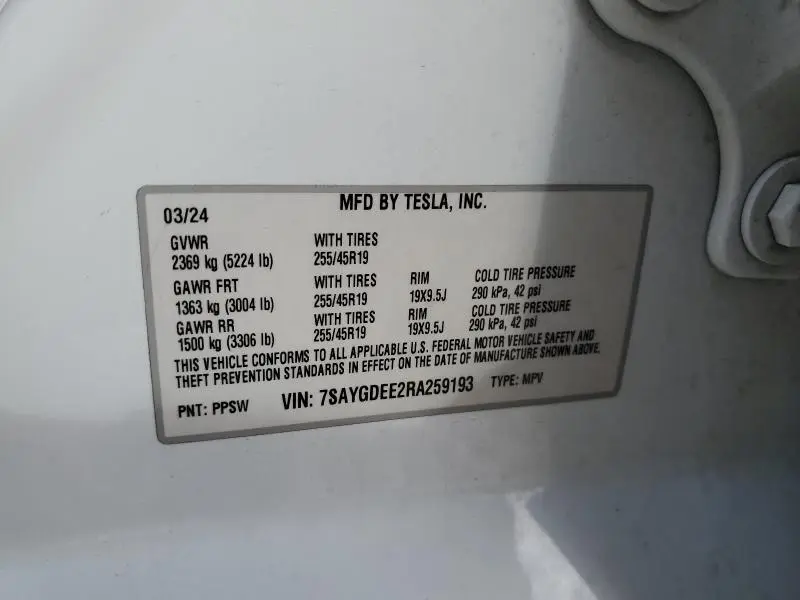 MFD BY TESLA, INC.
03/24
GVWR WITH TIRES
2369 kg (5224 lb) 255/45R19
GAWR FRT WITH TIRES RIM COLD TIRE PRESSURE
1363 kg (3004 lb) 255/45R19 19X9.5J 290 kPa, 42 psi
GAWR RR WITH TIRES RIM COLD TIRE PRESSURE
1500 kg (3306 lb) 255/45R19 19X9.5J 290 kPa, 42 psi
THIS VEHICLE CONFORMS TO ALL APPLICABLE U.S. FEDERAL MOTOR VEHICLE SAFETY AND
THEFT PREVENTION STANDARDS IN EFFECT ON THE DATE OF MANUFACTURE SHOWN ABOVE.
PNT: PPSW VIN: 7SAYGDEE2RA259193 TYPE: MPV